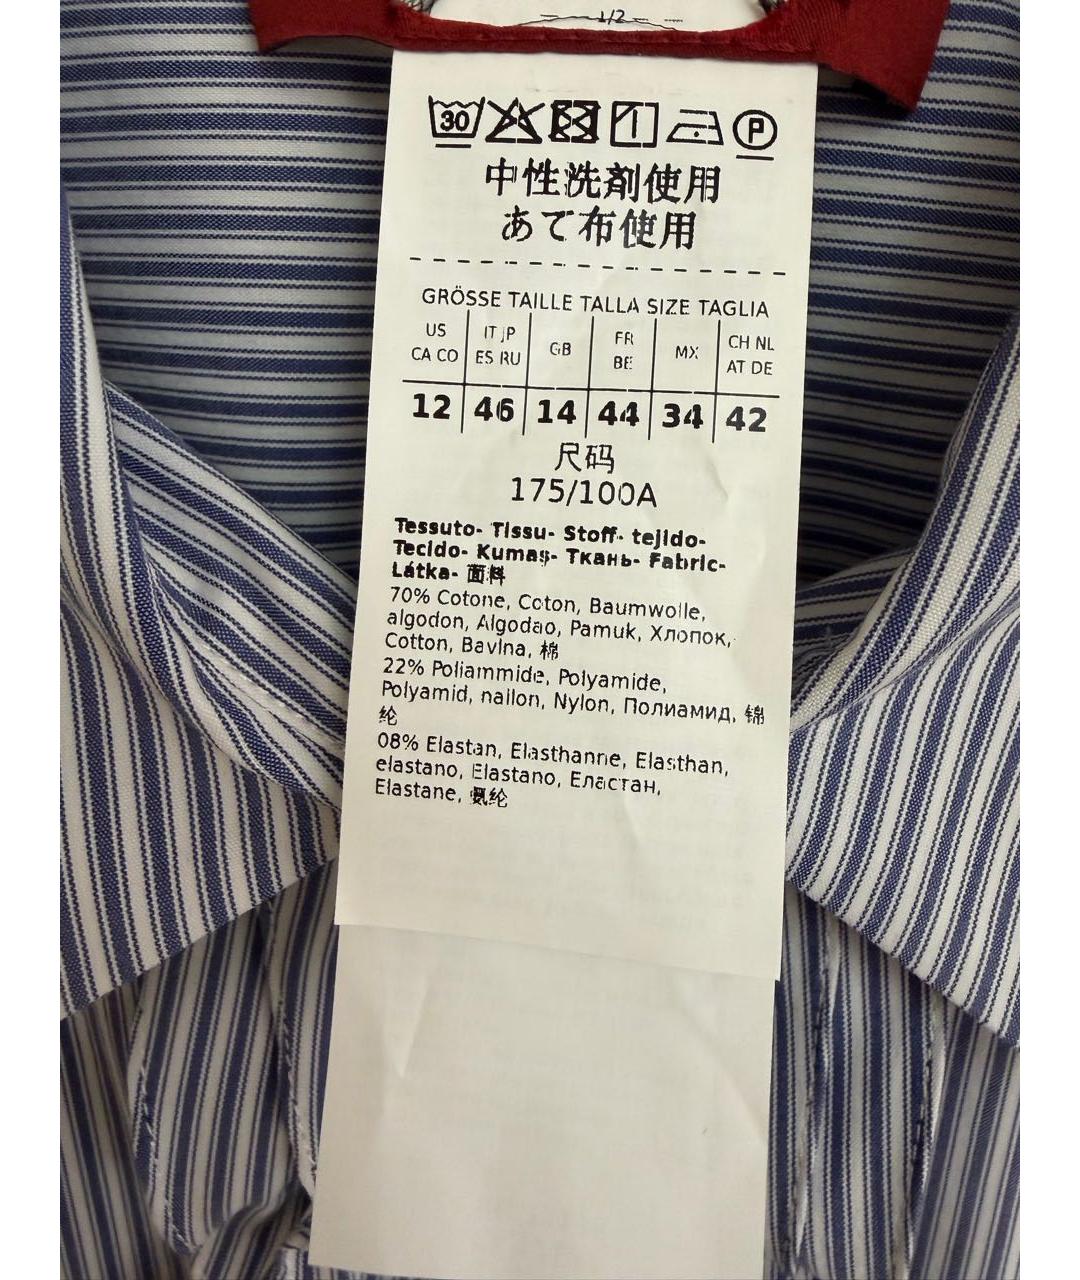 1/2
30 P
中性洗剤使用
あて布使用
GRÖSSE TAILLE TALLA SIZE TAGLIA
US CA CO IT JP ES RU GB FR BE MX CH NL AT DE
12 46 14 44 34 42
尺码
175/100A
Tessuto- Tissu- Stoff- tejido-
Tecido- Kumaş- Ткань- Fabric-
Látka- 面料
70% Cotone, Coton, Baumwolle,
algodon, Algodao, Pamuk, Хлопок,
Cotton, Bavlna, 棉
22% Poliammide, Polyamide,
Polyamid, nailon, Nylon, Полиамид, 锦
纶
08% Elastan, Elasthanne, Elasthan,
elastano, Elastano, Еластан,
Elastane, 氨纶